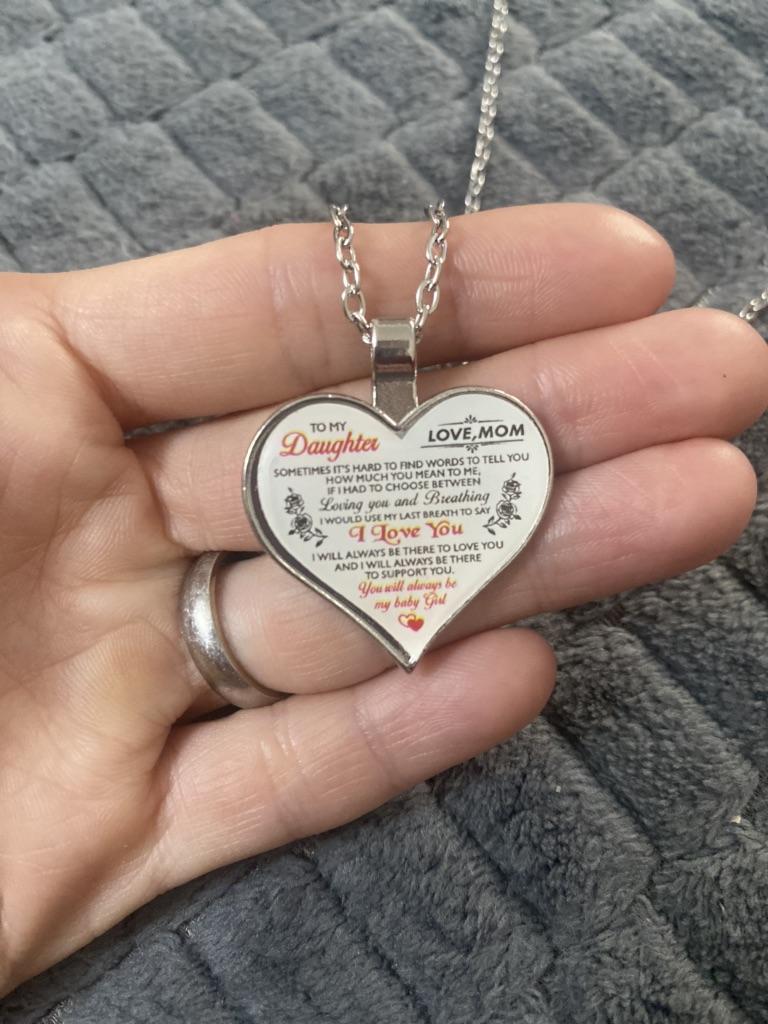 TO MY
Daughter
LOVE, MOM
SOMETIMES IT'S HARD TO FIND WORDS TO TELL YOU
HOW MUCH YOU MEAN TO ME,
IF I HAD TO CHOOSE BETWEEN
Loving you and Breathing
I WOULD USE MY LAST BREATH TO SAY
I Love You
I WILL ALWAYS BE THERE TO LOVE YOU
AND I WILL ALWAYS BE THERE
TO SUPPORT YOU.
You will always be
my baby Girl